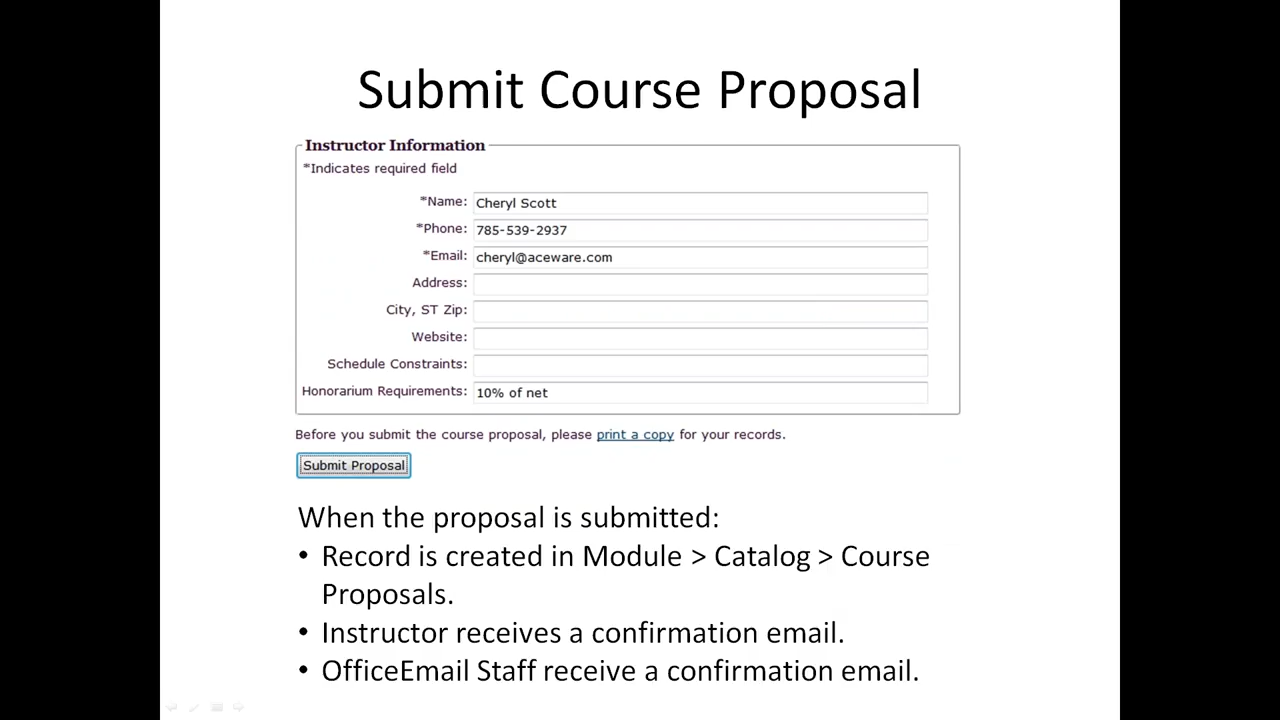 Submit Course Proposal
Instructor Information
*Indicates required field
*Name: Cheryl Scott
*Phone: 785-539-2937
*Email: cheryl@aceware.com
Address:
City, ST Zip:
Website:
Schedule Constraints:
Honorarium Requirements: 10% of net
Before you submit the course proposal, please print a copy for your records.
Submit Proposal
When the proposal is submitted:
• Record is created in Module > Catalog > Course
Proposals.
• Instructor receives a confirmation email.
• OfficeEmail Staff receive a confirmation email.